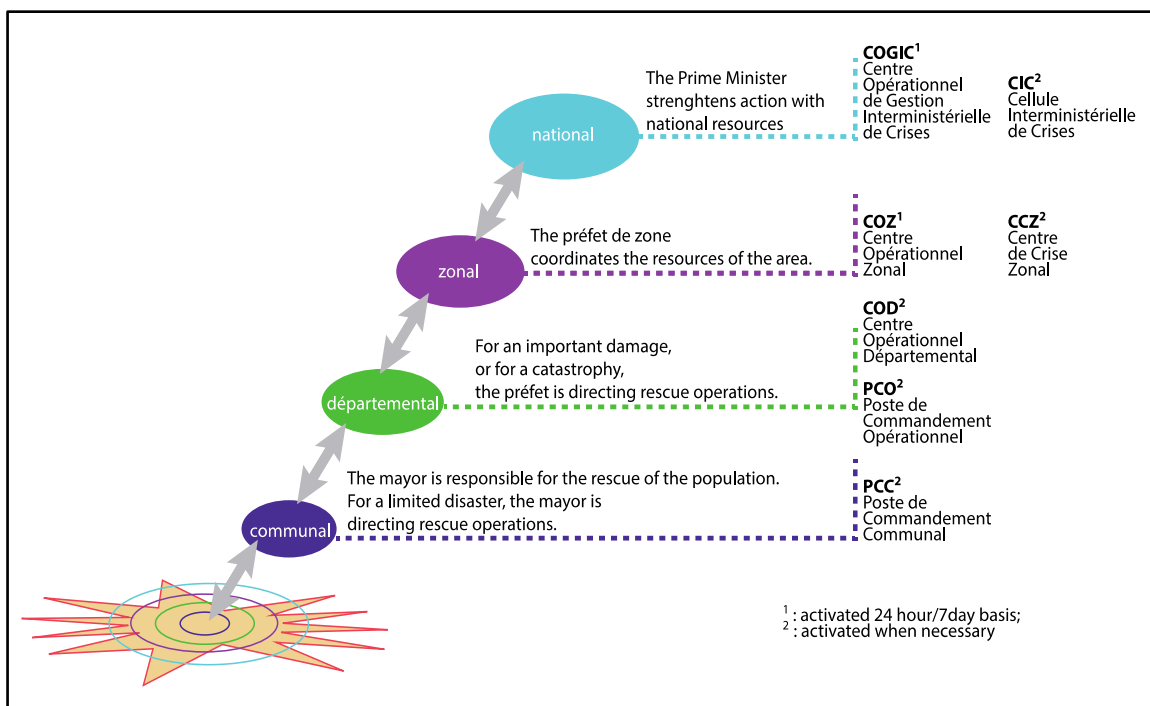 COGIC¹
Centre
Opérationnel
de Gestion
Interministérielle
de Crises
CIC²
Cellule
Interministérielle
de Crises
The Prime Minister
strenghtens action with
national resources
national
COZ¹
Centre
Opérationnel
Zonal
CCZ²
Centre
de Crise
Zonal
The préfet de zone
coordinates the resources of the area.
zonal
COD²
Centre
Opérationnel
Départemental
For an important damage,
or for a catastrophy,
the préfet is directing rescue operations.
départemental
PCO²
Poste de
Commandement
Opérationnel
The mayor is responsible for the rescue of the population.
For a limited disaster, the mayor is
directing rescue operations.
communal
PCC²
Poste de
Commandement
Communal
¹ : activated 24 hour/7day basis;
² : activated when necessary